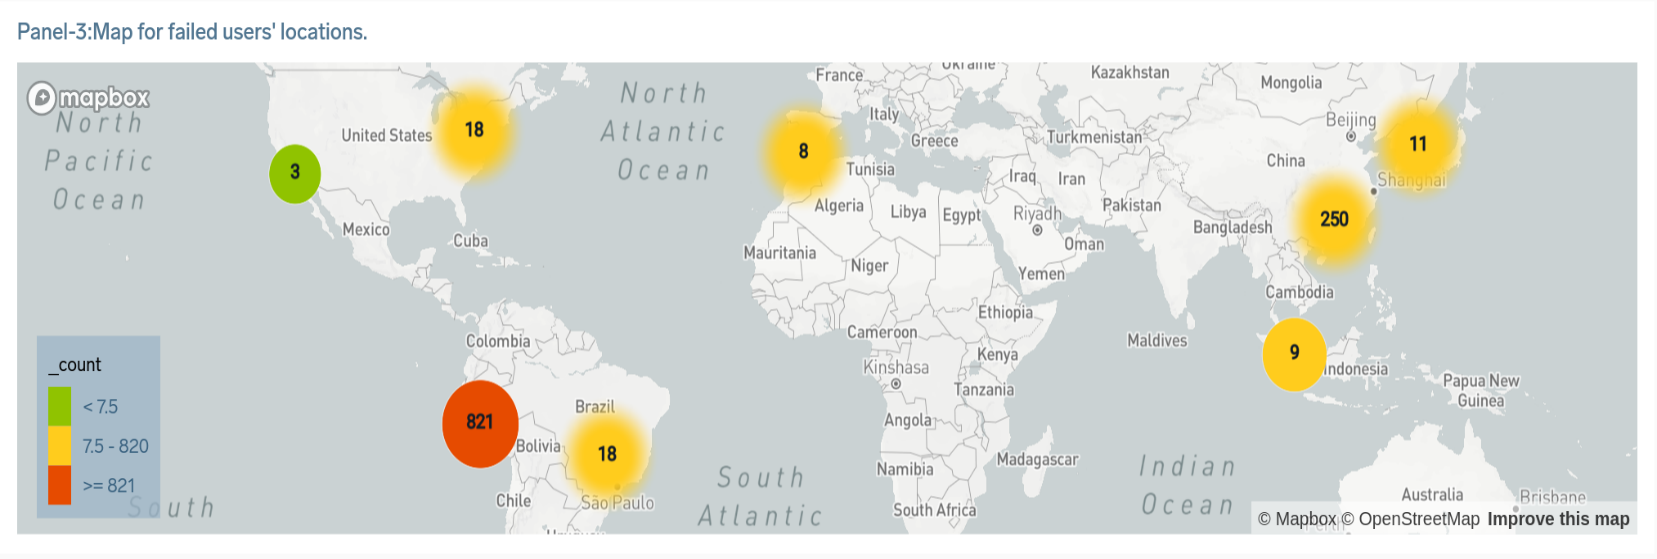 Panel-3:Map for failed users' locations.
mapbox
North
Pacific
Ocean
North
Atlantic
Ocean
France
Ukraine
Kazakhstan
Mongolia
United States
18
3
Italy
Greece
Turkmenistan
Beijing
11
8
Tunisia
China
Shanghai
Iraq
Iran
Algeria
Libya
Egypt
Riyadh
Pakistan
250
Mexico
Cuba
Bangladesh
Oman
Mauritania
Niger
Yemen
Cambodia
Ethiopia
Colombia
Cameroon
Maldives
9
Indonesia
Kenya
Kinshasa
Tanzania
Papua New
Guinea
_count
< 7.5
7.5 - 820
>= 821
821
Brazil
Bolivia
18
Angola
Namibia
Madagascar
Indian
Ocean
South
Atlantic
Chile
São Paulo
South Africa
Australia
Brisbane
South
Uruguay
Perth
© Mapbox © OpenStreetMap Improve this map